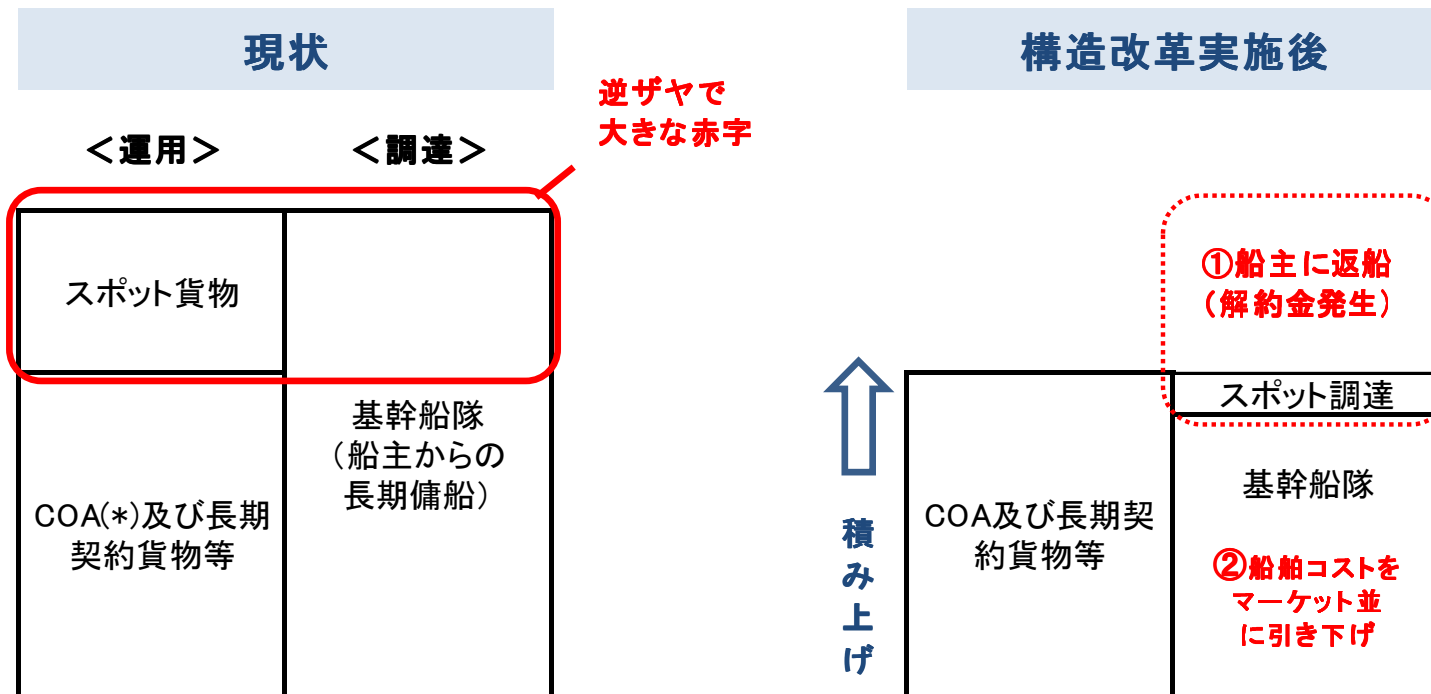 現状
＜運用＞
＜調達＞
逆ザヤで
大きな赤字
スポット貨物
COA(*)及び長期
契約貨物等
基幹船隊
（船主からの
長期傭船）
構造改革実施後
積み上げ
①船主に返船
（解約金発生）
スポット調達
COA及び長期契
約貨物等
基幹船隊
②船舶コストを
マーケット並
に引き下げ